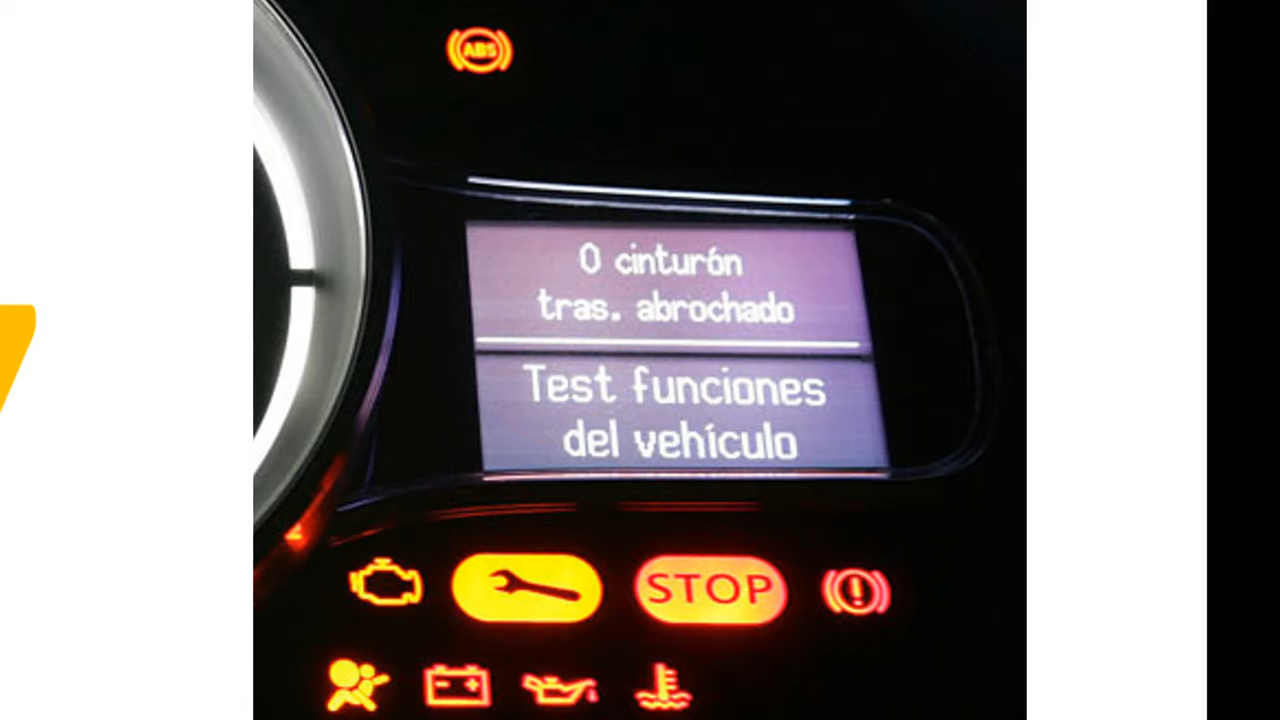 ABS
0 cinturón
tras. abrochado
Test funciones
del vehículo
STOP